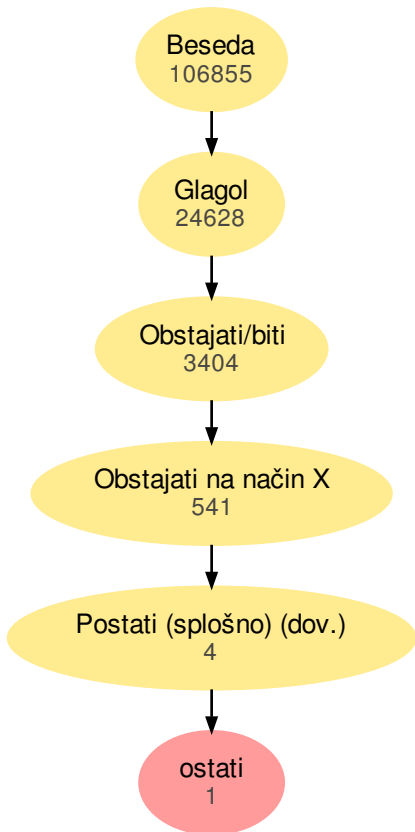 Beseda
106855
Glagol
24628
Obstajati/biti
3404
Obstajati na način X
541
Postati (splošno) (dov.)
4
ostati
1